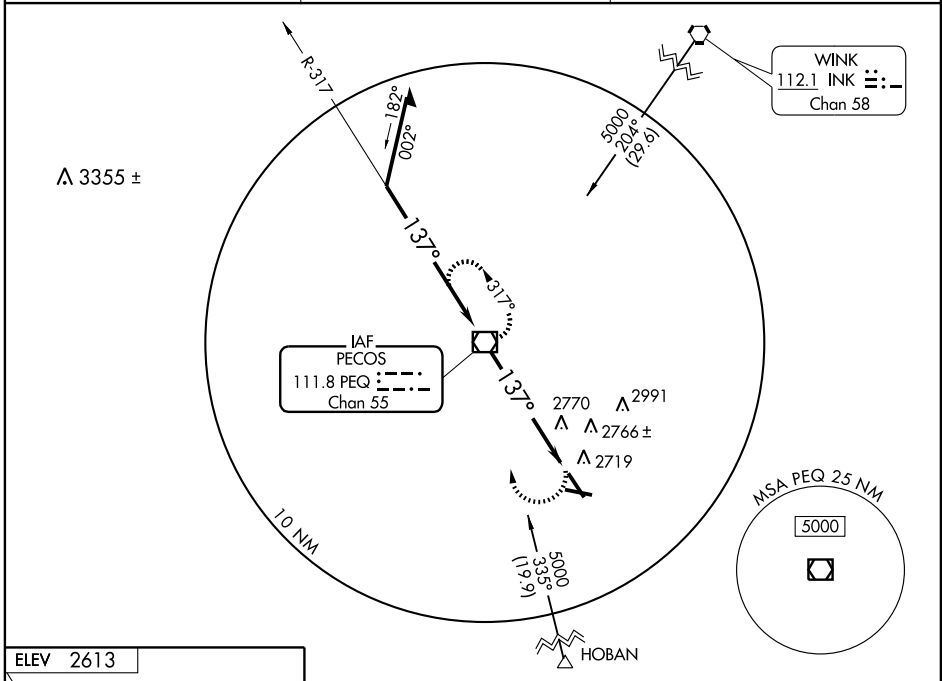 R-317
182°
002°
WINK
112.1 INK
Chan 58
5000
204°
(29.6)
3355 ±
137°
317°
IAF
PECOS
111.8 PEQ
Chan 55
137°
2770
2991
2766 ±
2719
MSA PEQ 25 NM
5000
10 NM
5000
335°
(19.9)
HOBAN
ELEV 2613